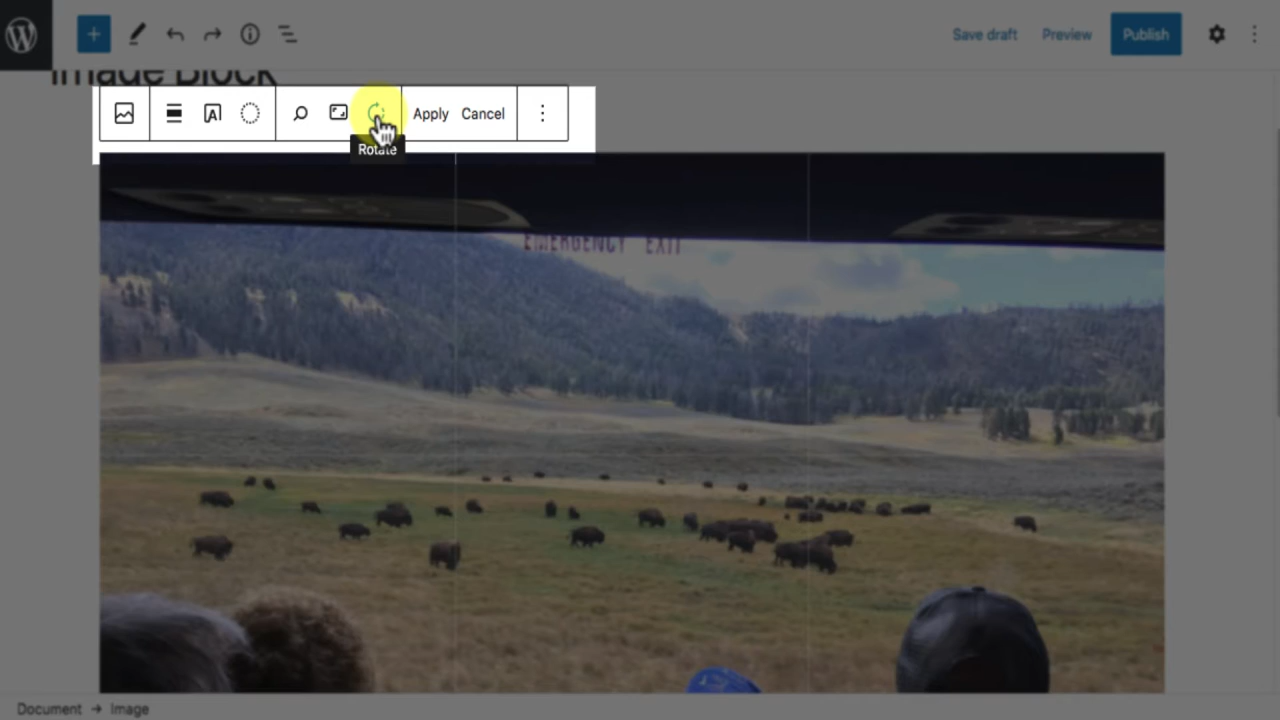 Save draft Preview Publish
Image Block
Apply Cancel
Rotate
EMERGENCY EXIT
Document → Image